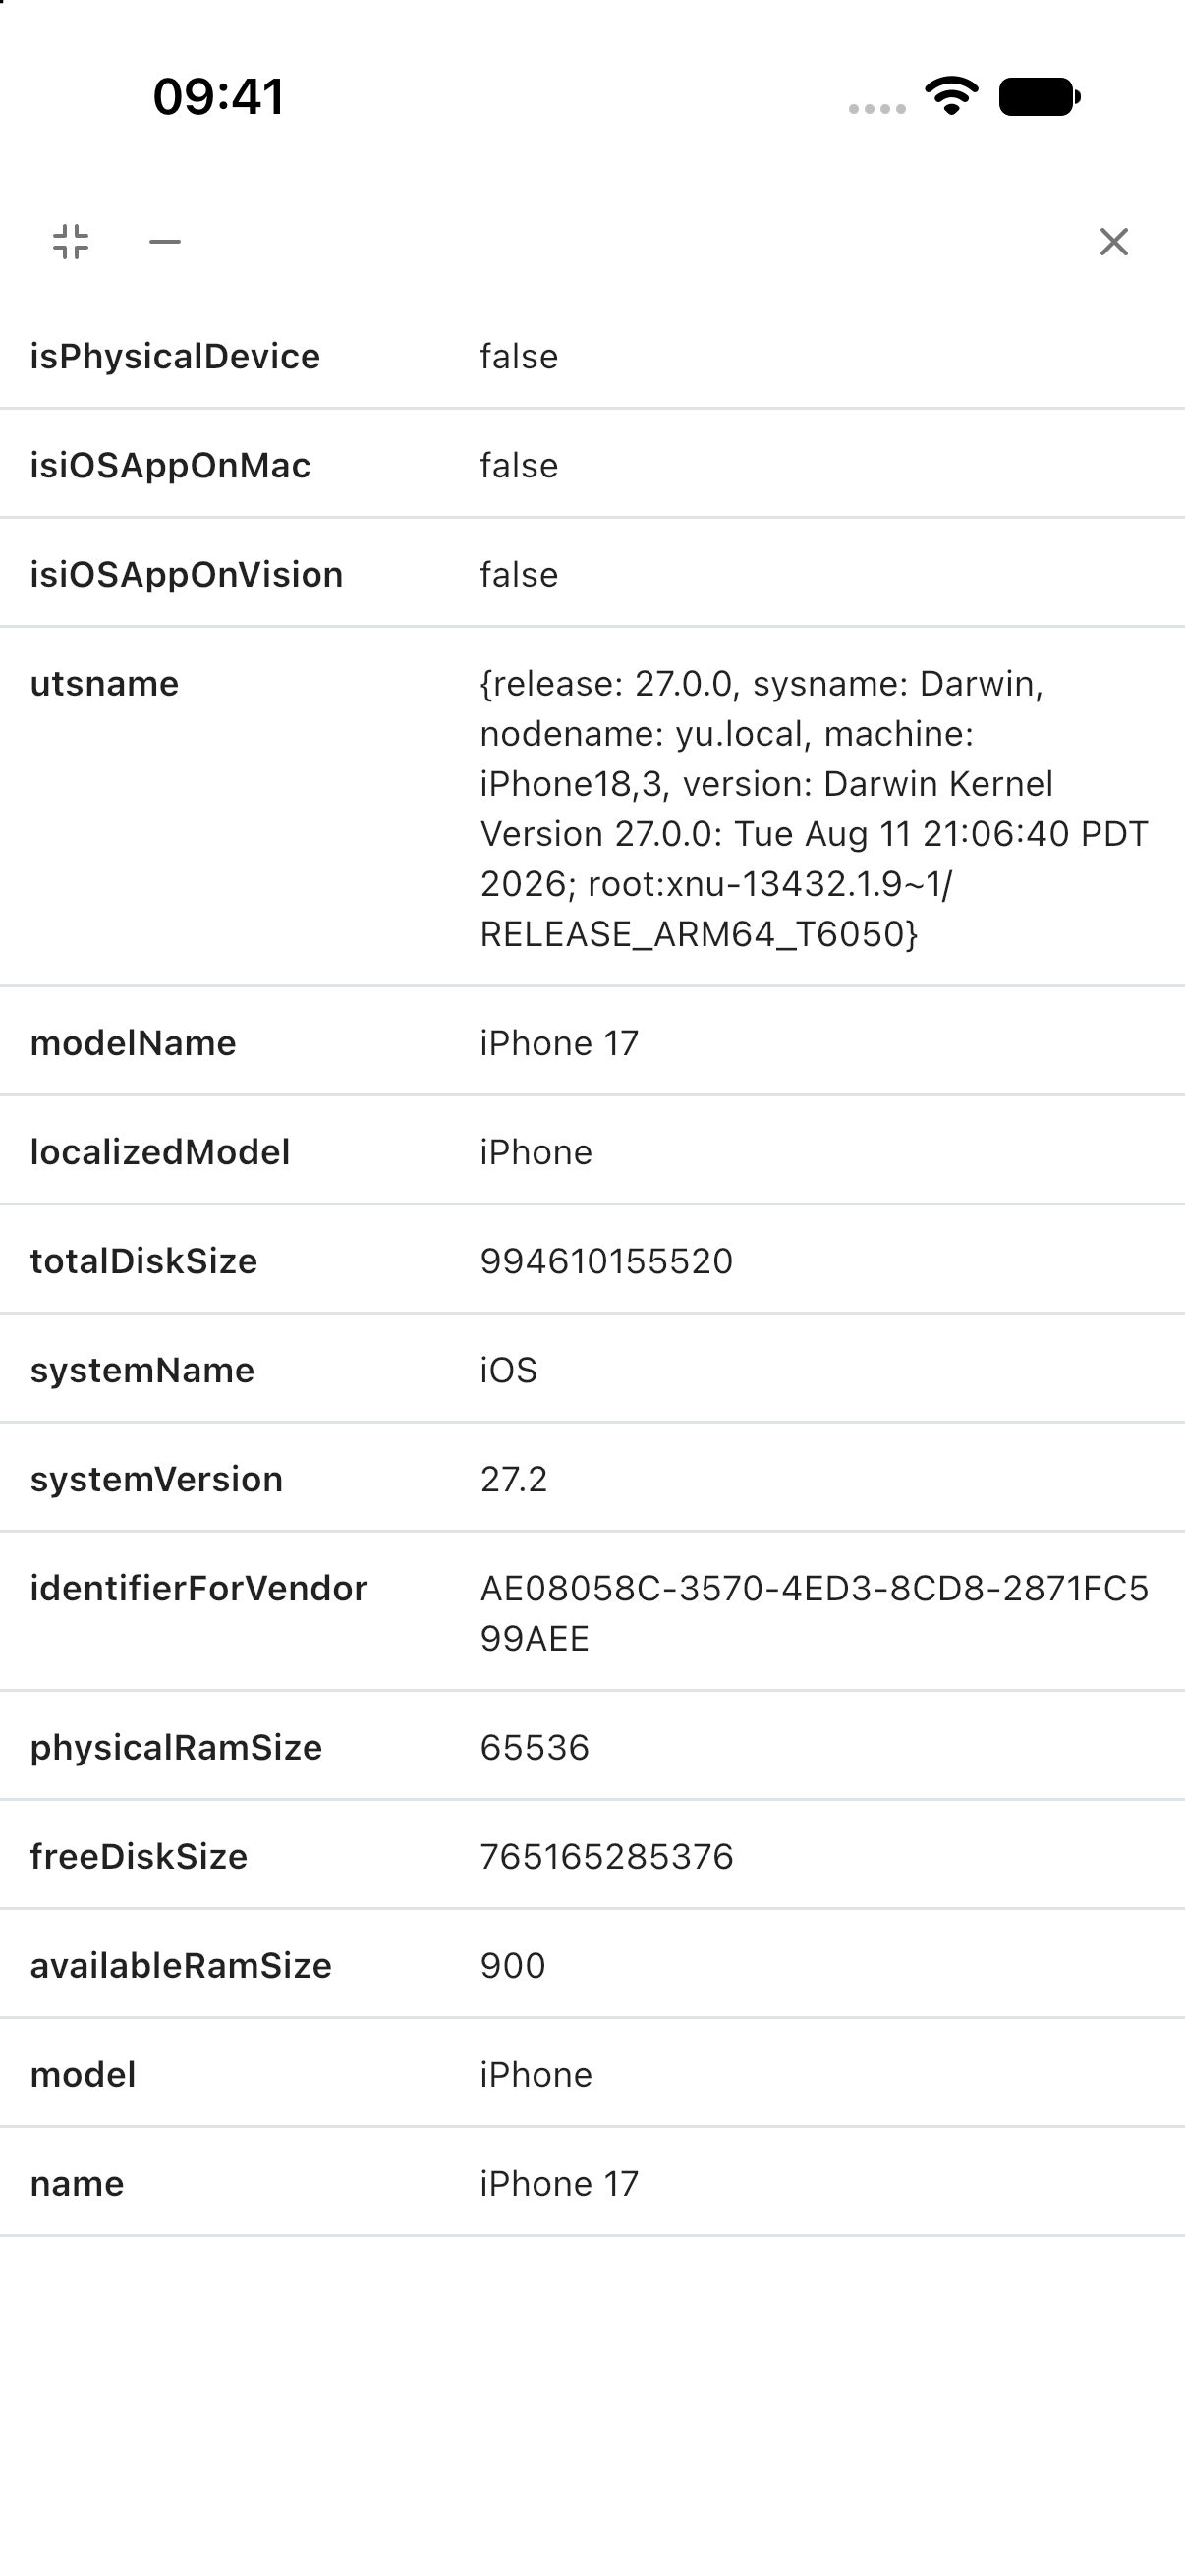 09:41
isPhysicalDevice false
isiOSAppOnMac false
isiOSAppOnVision false
utsname {release: 27.0.0, sysname: Darwin,
nodename: yu.local, machine:
iPhone18,3, version: Darwin Kernel
Version 27.0.0: Tue Aug 11 21:06:40 PDT
2026; root:xnu-13432.1.9~1/
RELEASE_ARM64_T6050}
modelName iPhone 17
localizedModel iPhone
totalDiskSize 994610155520
systemName iOS
systemVersion 27.2
identifierForVendor AE08058C-3570-4ED3-8CD8-2871FC5
99AEE
physicalRamSize 65536
freeDiskSize 765165285376
availableRamSize 900
model iPhone
name iPhone 17